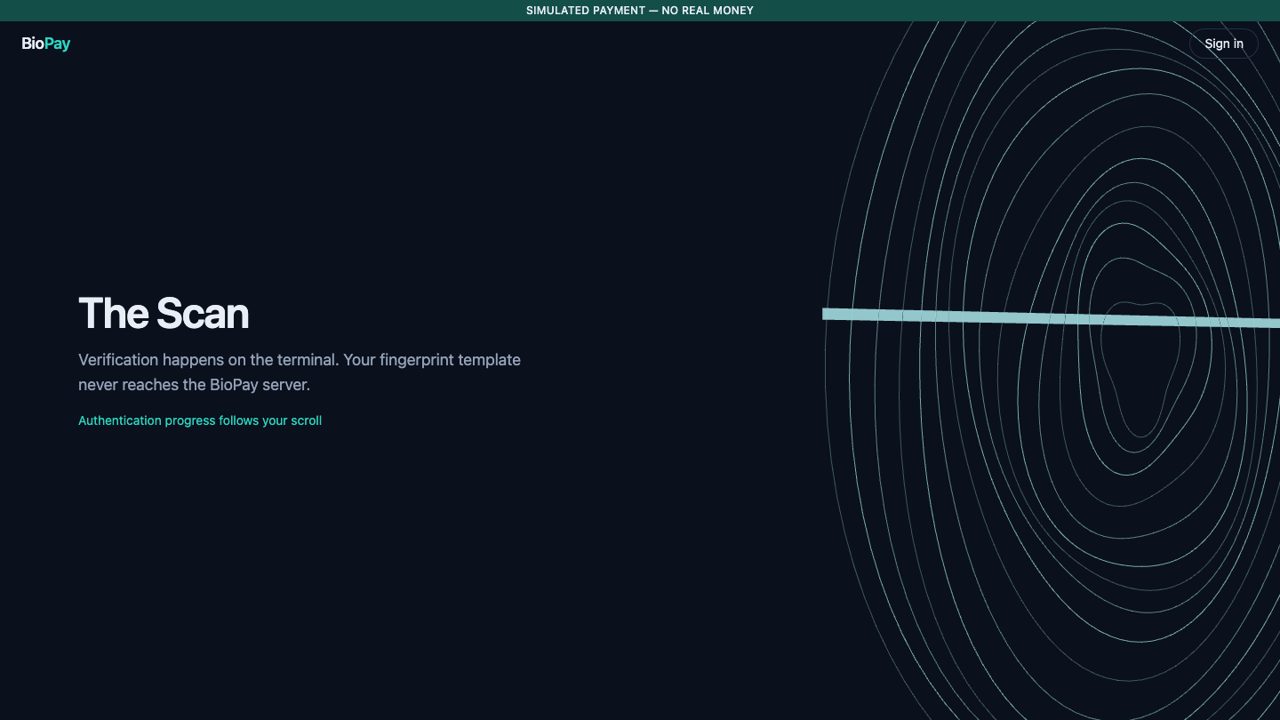 SIMULATED PAYMENT — NO REAL MONEY
BioPay
Sign in
The Scan
Verification happens on the terminal. Your fingerprint template
never reaches the BioPay server.
Authentication progress follows your scroll